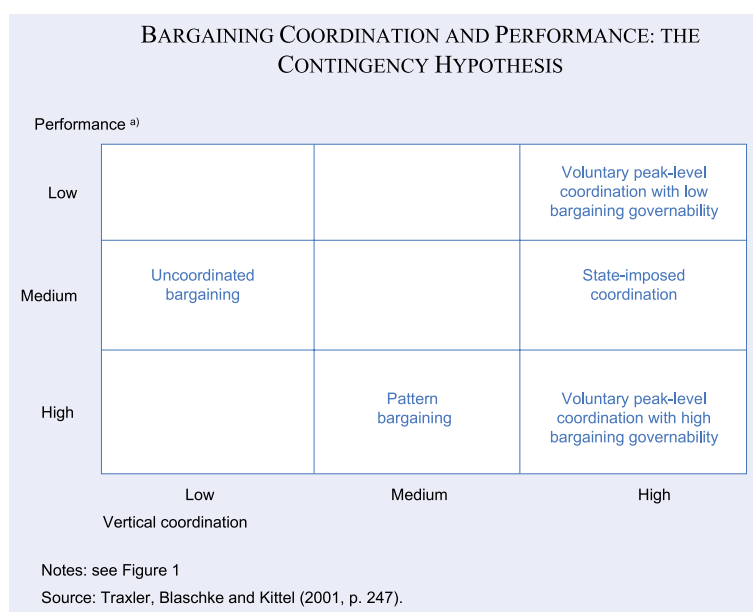 BARGAINING COORDINATION AND PERFORMANCE: THE
CONTINGENCY HYPOTHESIS
Performance a)
Low
Voluntary peak-level
coordination with low
bargaining governability
Medium
Uncoordinated
bargaining
State-imposed
coordination
High
Pattern
bargaining
Voluntary peak-level
coordination with high
bargaining governability
Low
Medium
High
Vertical coordination
Notes: see Figure 1
Source: Traxler, Blaschke and Kittel (2001, p. 247).